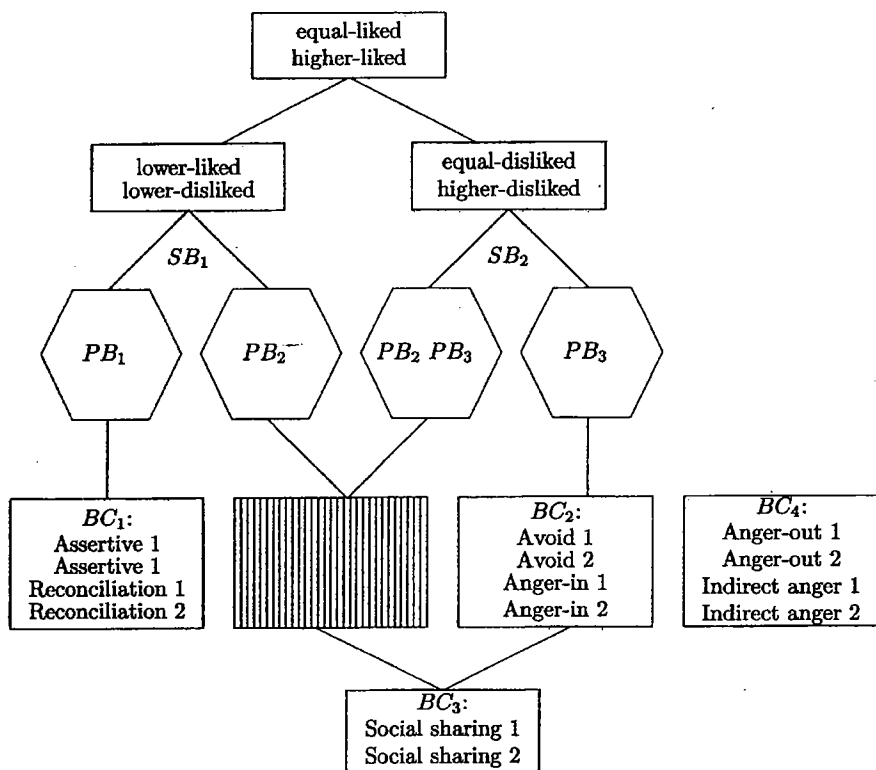 equal-liked
higher-liked
lower-liked
lower-disliked
equal-disliked
higher-disliked
SB₁
SB₂
PB₁
PB₂
PB₂ PB₃
PB₃
BC₁:
Assertive 1
Assertive 1
Reconciliation 1
Reconciliation 2
BC₂:
Avoid 1
Avoid 2
Anger-in 1
Anger-in 2
BC₄:
Anger-out 1
Anger-out 2
Indirect anger 1
Indirect anger 2
BC₃:
Social sharing 1
Social sharing 2